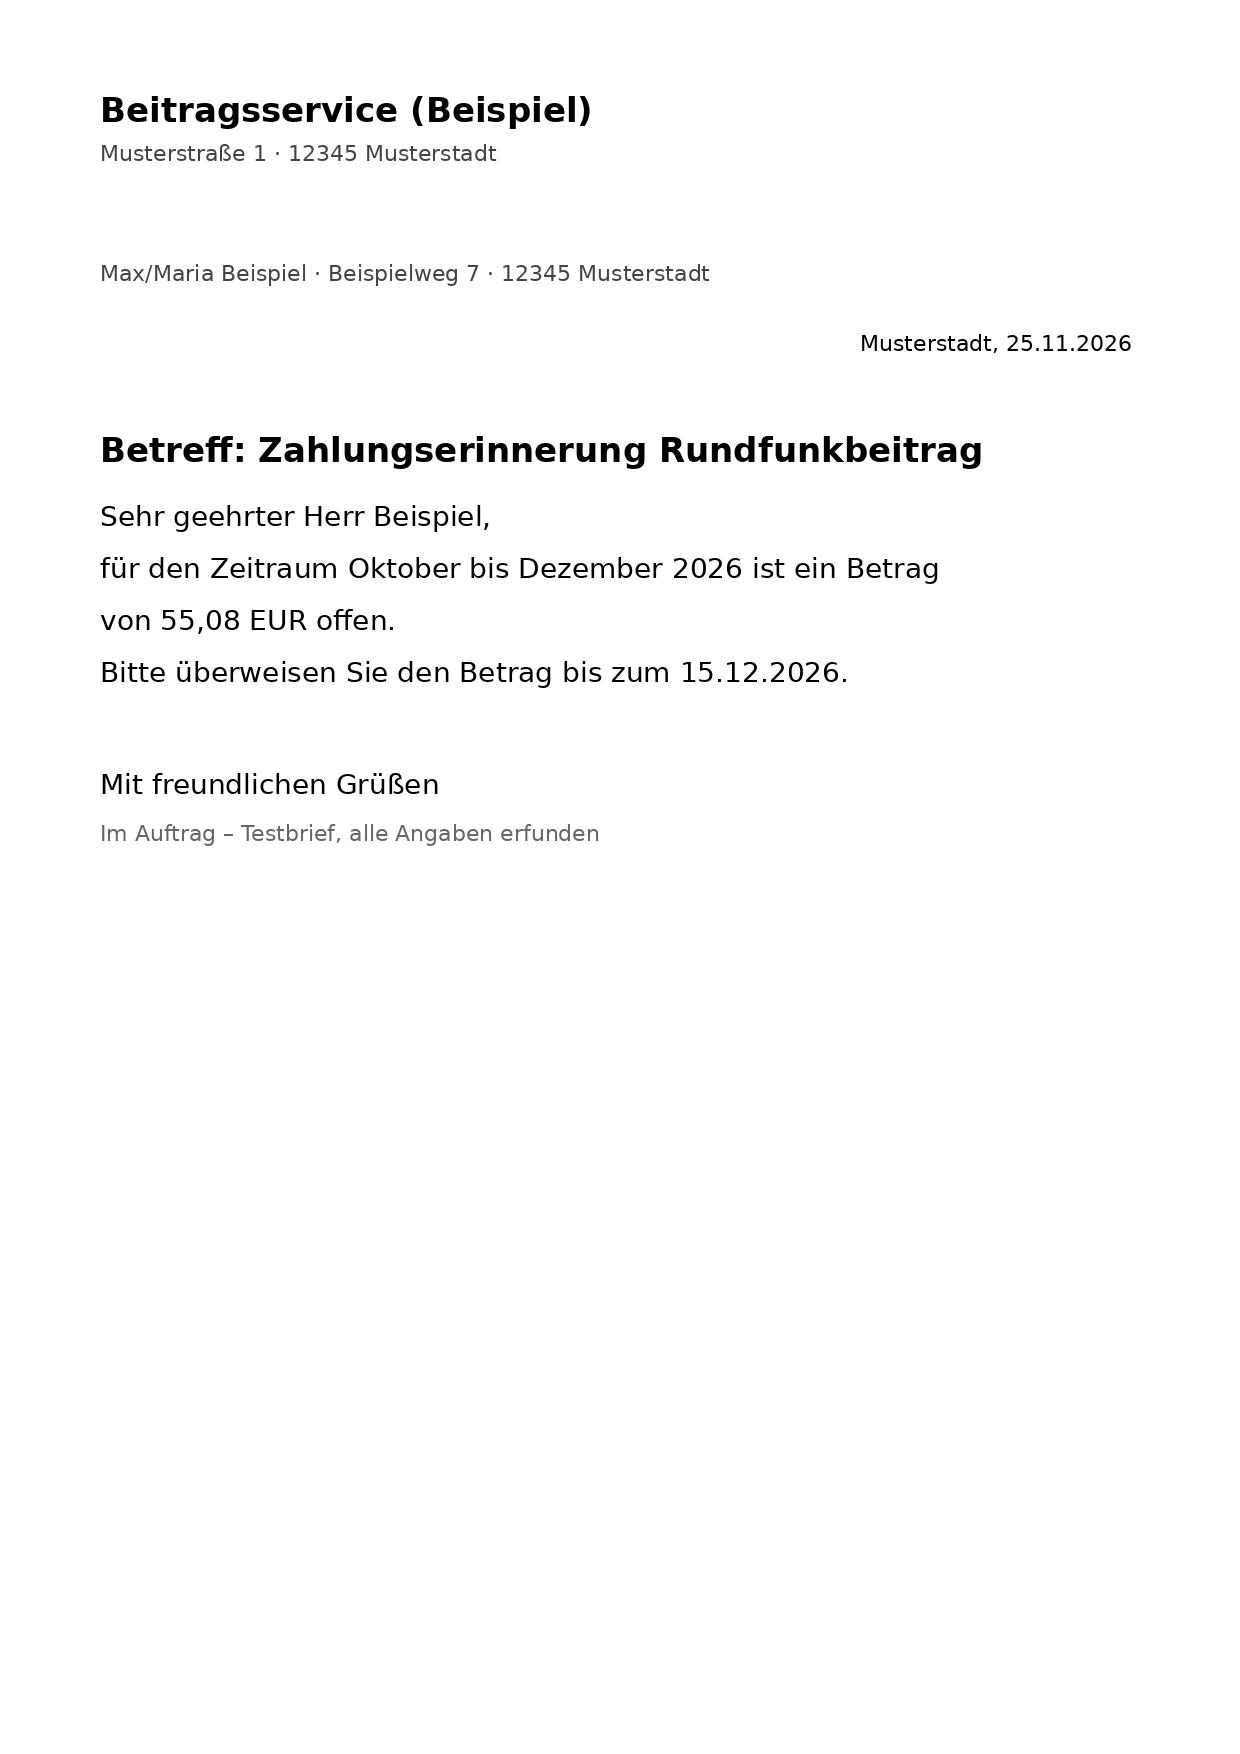 Beitragsservice (Beispiel)
Musterstraße 1 · 12345 Musterstadt
Max/Maria Beispiel · Beispielweg 7 · 12345 Musterstadt
Musterstadt, 25.11.2026
Betreff: Zahlungserinnerung Rundfunkbeitrag
Sehr geehrter Herr Beispiel,
für den Zeitraum Oktober bis Dezember 2026 ist ein Betrag
von 55,08 EUR offen.
Bitte überweisen Sie den Betrag bis zum 15.12.2026.
Mit freundlichen Grüßen
Im Auftrag – Testbrief, alle Angaben erfunden